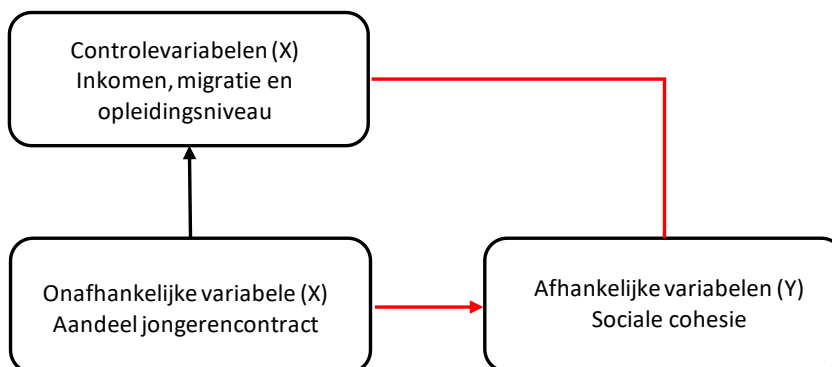 Controlevariabelen (X)
Inkomen, migratie en
opleidingsniveau
Onafhankelijke variabele (X)
Aandeel jongerencontract
Afhankelijke variabelen (Y)
Sociale cohesie